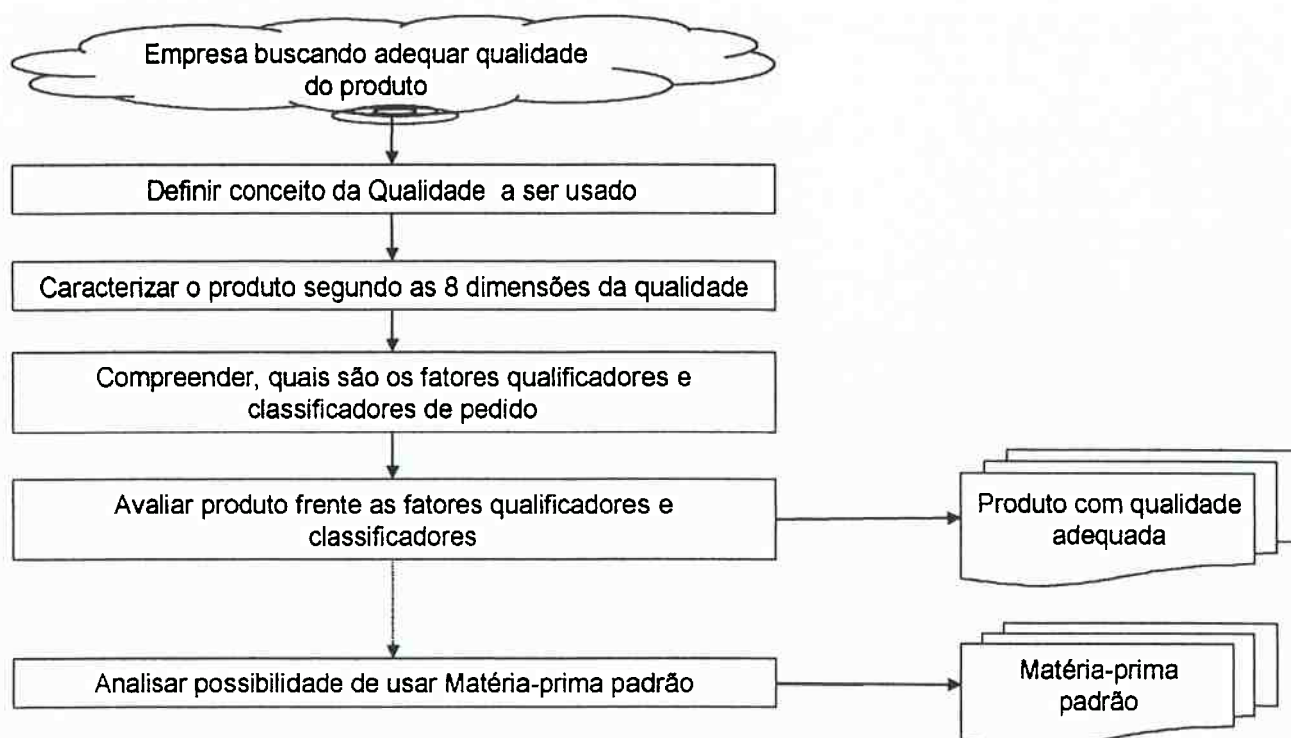 Empresa buscando adequar qualidade
do produto
Definir conceito da Qualidade a ser usado
Caracterizar o produto segundo as 8 dimensões da qualidade
Compreender, quais são os fatores qualificadores e
classificadores de pedido
Avaliar produto frente as fatores qualificadores e
classificadores
Produto com qualidade
adequada
Analisar possibilidade de usar Matéria-prima padrão
Matéria-prima
padrão